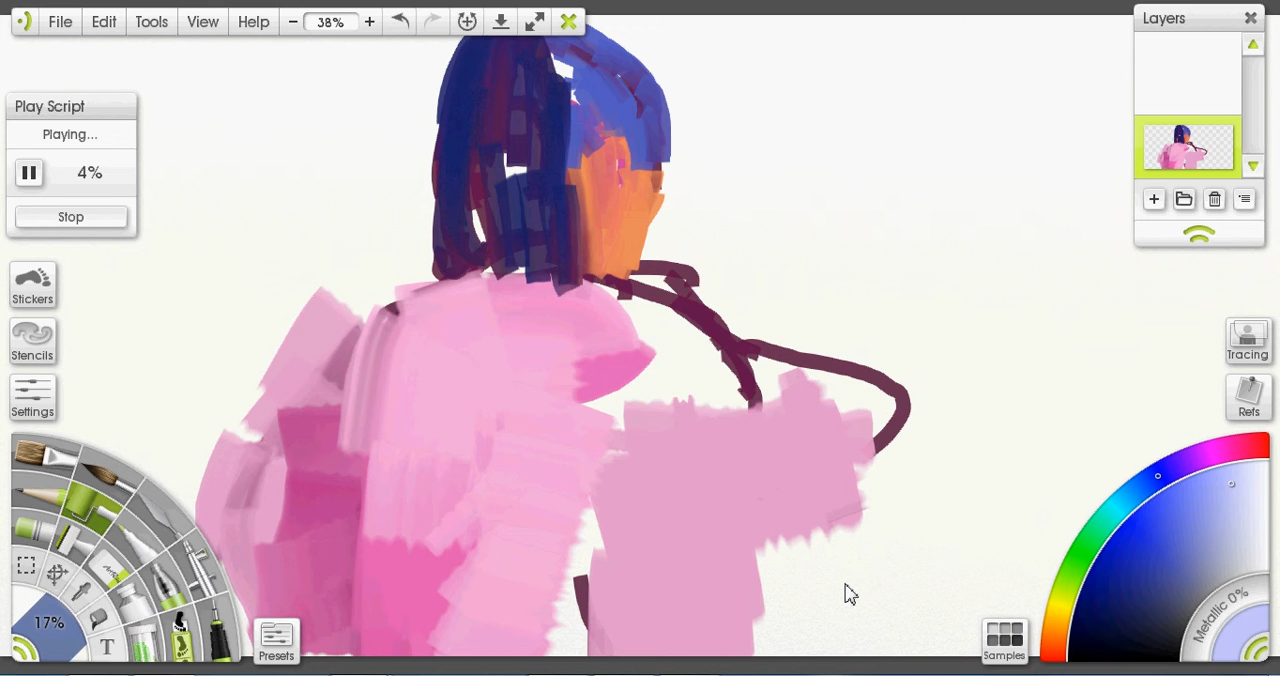 File Edit Tools View Help − 38% +
Layers
Play Script
Playing...
4%
Stop
Stickers
Stencils
Settings
Tracing
Refs
17%
T
Presets
Samples
Metallic 0%